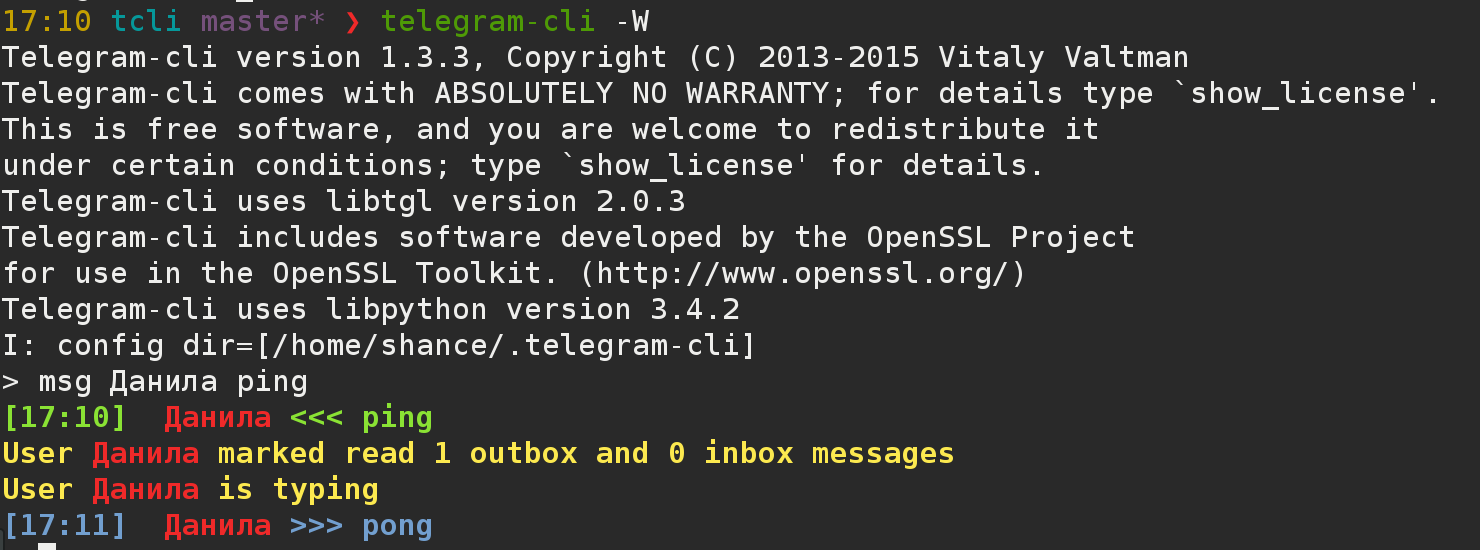 17:10 tcli master* ❯ telegram-cli -W
Telegram-cli version 1.3.3, Copyright (C) 2013-2015 Vitaly Valtman
Telegram-cli comes with ABSOLUTELY NO WARRANTY; for details type `show_license'.
This is free software, and you are welcome to redistribute it
under certain conditions; type `show_license' for details.
Telegram-cli uses libtgl version 2.0.3
Telegram-cli includes software developed by the OpenSSL Project
for use in the OpenSSL Toolkit. (http://www.openssl.org/)
Telegram-cli uses libpython version 3.4.2
I: config dir=[/home/shance/.telegram-cli]
> msg Данила ping
[17:10]  Данила <<< ping
User Данила marked read 1 outbox and 0 inbox messages
User Данила is typing
[17:11]  Данила >>> pong